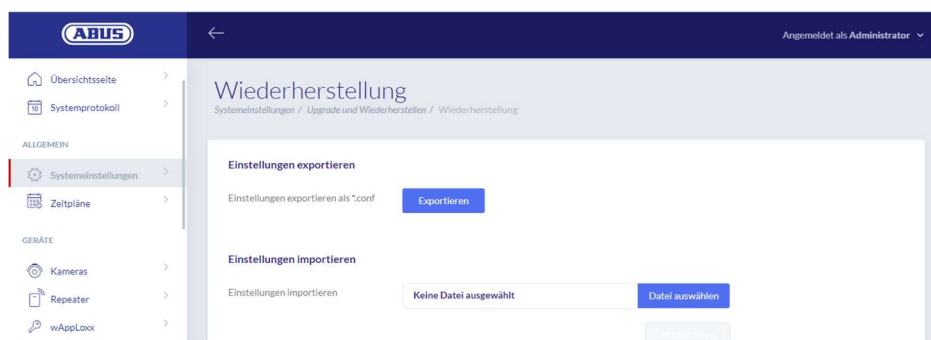 ABUS
Angemeldet als Administrator
Übersichtsseite
10 Systemprotokoll
ALLGEMEIN
Systemeinstellungen
Zeitpläne
GERÄTE
Kameras
Repeater
wAppLoxx
Wiederherstellung
Systemeinstellungen / Upgrade und Wiederherstellen / Wiederherstellung
Einstellungen exportieren
Einstellungen exportieren als *.conf Exportieren
Einstellungen importieren
Einstellungen importieren Keine Datei ausgewählt Datei auswählen